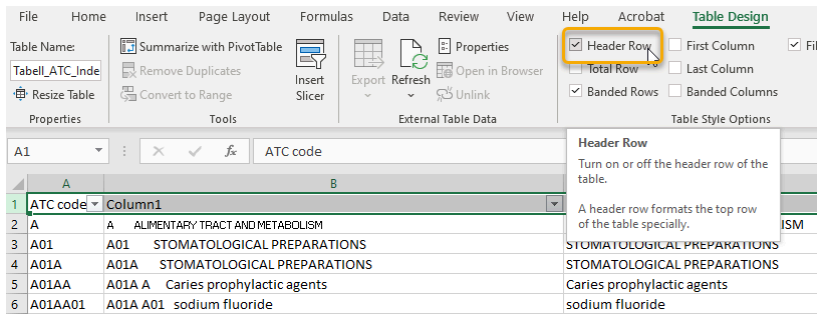 File Home Insert Page Layout Formulas Data Review View Help Acrobat Table Design
Table Name: Summarize with PivotTable Properties Header Row First Column Fil
Tabell_ATC_Inde Remove Duplicates Insert Slicer Export Refresh Open in Browser Total Row Last Column
Resize Table Convert to Range Unlink Banded Rows Banded Columns
Properties Tools External Table Data Table Style Options
A1 fx ATC code
Header Row
Turn on or off the header row of the
table.
A header row formats the top row
of the table specially.
A B
1 ATC code Column1
2 A A ALIMENTARY TRACT AND METABOLISM ISM
3 A01 A01 STOMATOLOGICAL PREPARATIONS STOMATOLOGICAL PREPARATIONS
4 A01A A01A STOMATOLOGICAL PREPARATIONS STOMATOLOGICAL PREPARATIONS
5 A01AA A01A A Caries prophylactic agents Caries prophylactic agents
6 A01AA01 A01A A01 sodium fluoride sodium fluoride